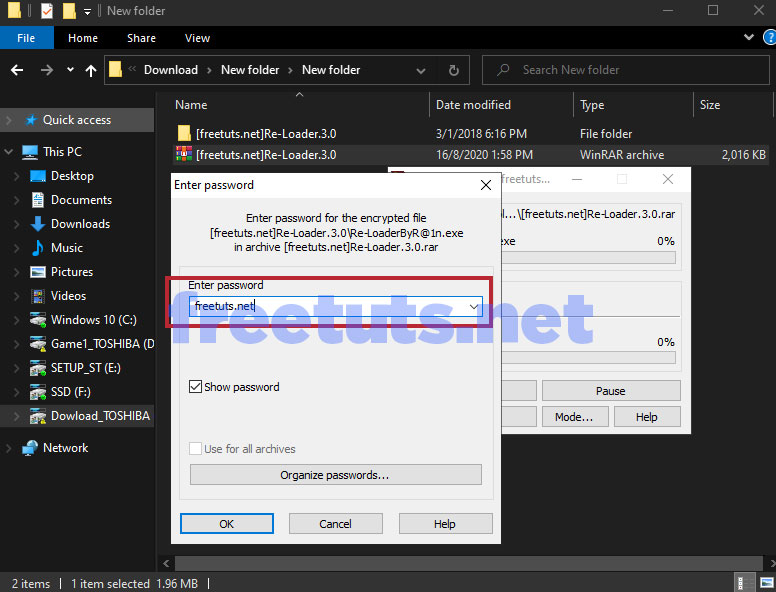 New folder
File Home Share View
Download New folder New folder
Search New folder
Name Date modified Type Size
Quick access
[freetuts.net]Re-Loader.3.0 3/1/2018 6:16 PM File folder
[freetuts.net]Re-Loader.3.0 16/8/2020 1:58 PM WinRAR archive 2,016 KB
This PC
Desktop
Documents
Downloads
Music
Pictures
Videos
Windows 10 (C:)
Game1_TOSHIBA (D
SETUP_ST (E:)
SSD (F:)
Dowload_TOSHIBA
Network
Enter password
Enter password for the encrypted file
[freetuts.net]Re-Loader.3.0\Re-LoaderByR@1n.exe
in archive [freetuts.net]Re-Loader.3.0.rar
Enter password
freetuts.net
Show password
Use for all archives
Organize passwords...
OK Cancel Help
freetuts...
...\[freetuts.net]Re-Loader.3.0.rar
exe 0%
0%
Pause
Mode... Help
freetuts.net
2 items 1 item selected 1.96 MB